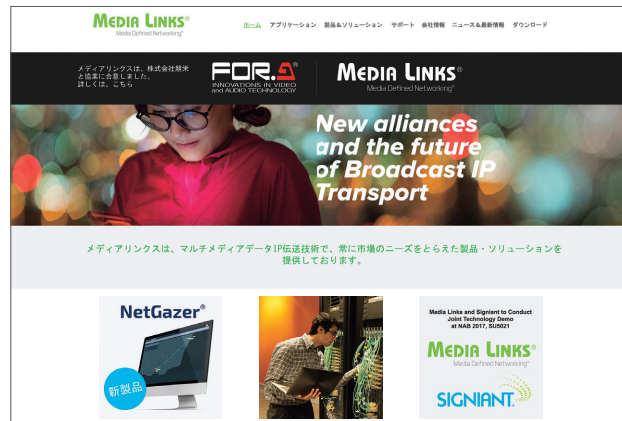 MEDIA LINKS®
Media Defined Networking®
ホーム アプリケーション 製品&ソリューション サポート 会社情報 ニュース&最新情報 ダウンロード
メディアリンクスは、株式会社朋栄
と協業に合意しました。
詳しくは、こちら
FOR.A®
INNOVATIONS IN VIDEO
and AUDIO TECHNOLOGY
MEDIA LINKS®
Media Defined Networking®
New alliances
and the future
of Broadcast IP
Transport
メディアリンクスは、マルチメディアデータIP伝送技術で、常に市場のニーズをとらえた製品・ソリューションを
提供しております。
NetGazer®
新製品
Media Links and Signiant to Conduct
Joint Technology Demo
at NAB 2017, SU5021
MEDIA LINKS®
Media Defined Networking®
SIGNIANT.